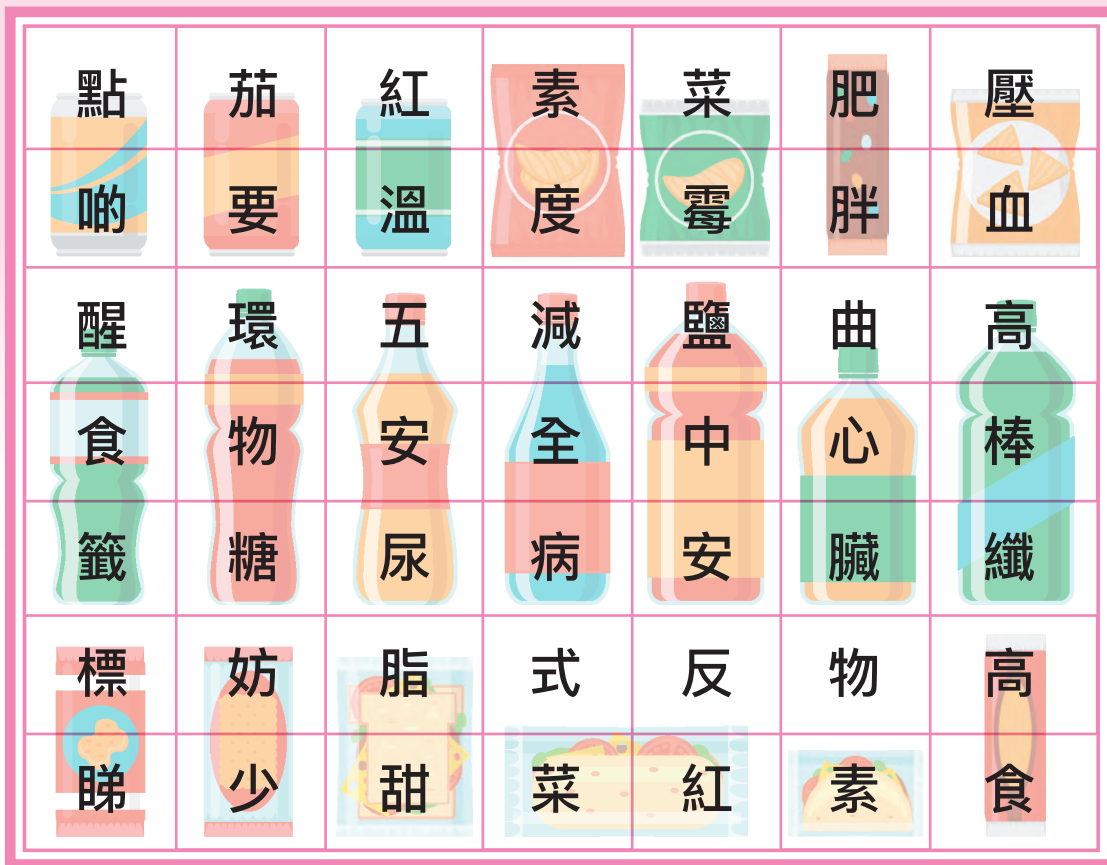 點 茄 紅 素 菜 肥 壓
啲 要 溫 度 霉 胖 血
醒 環 五 減 鹽 曲 高
食 物 安 全 中 心 棒
籤 糖 尿 病 安 臟 纖
標 妨 脂 式 反 物 高
睇 少 甜 菜 紅 素 食